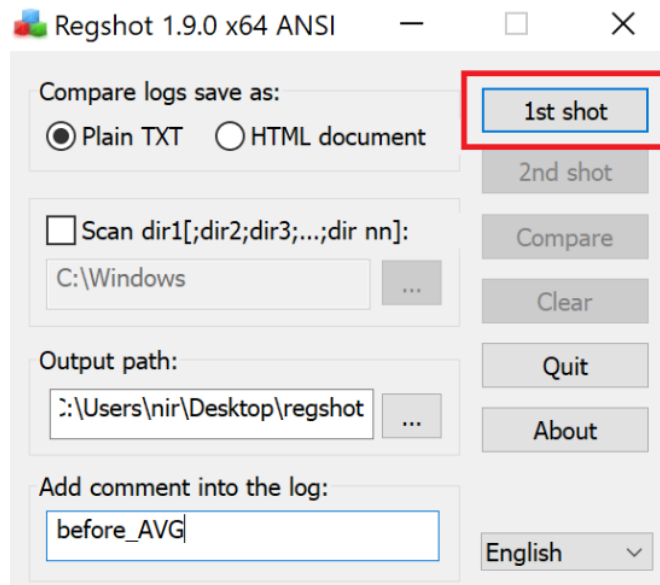 Regshot 1.9.0 x64 ANSI
Compare logs save as:
Plain TXT
HTML document
1st shot
2nd shot
Scan dir1[;dir2;dir3;...;dir nn]:
Compare
C:\Windows
...
Clear
Output path:
Quit
:\Users\nir\Desktop\regshot
...
About
Add comment into the log:
before_AVG
English